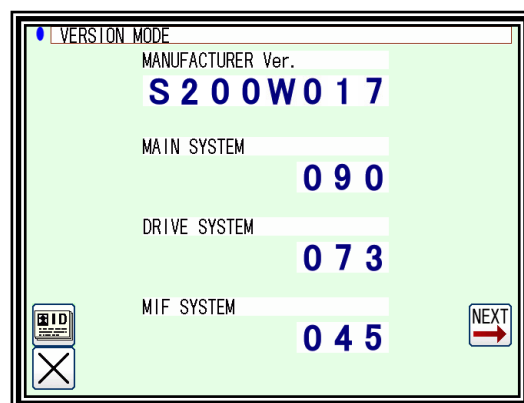 VERSION MODE
MANUFACTURER Ver.
S200W017
MAIN SYSTEM
090
DRIVE SYSTEM
073
MIF SYSTEM
045
ID
NEXT